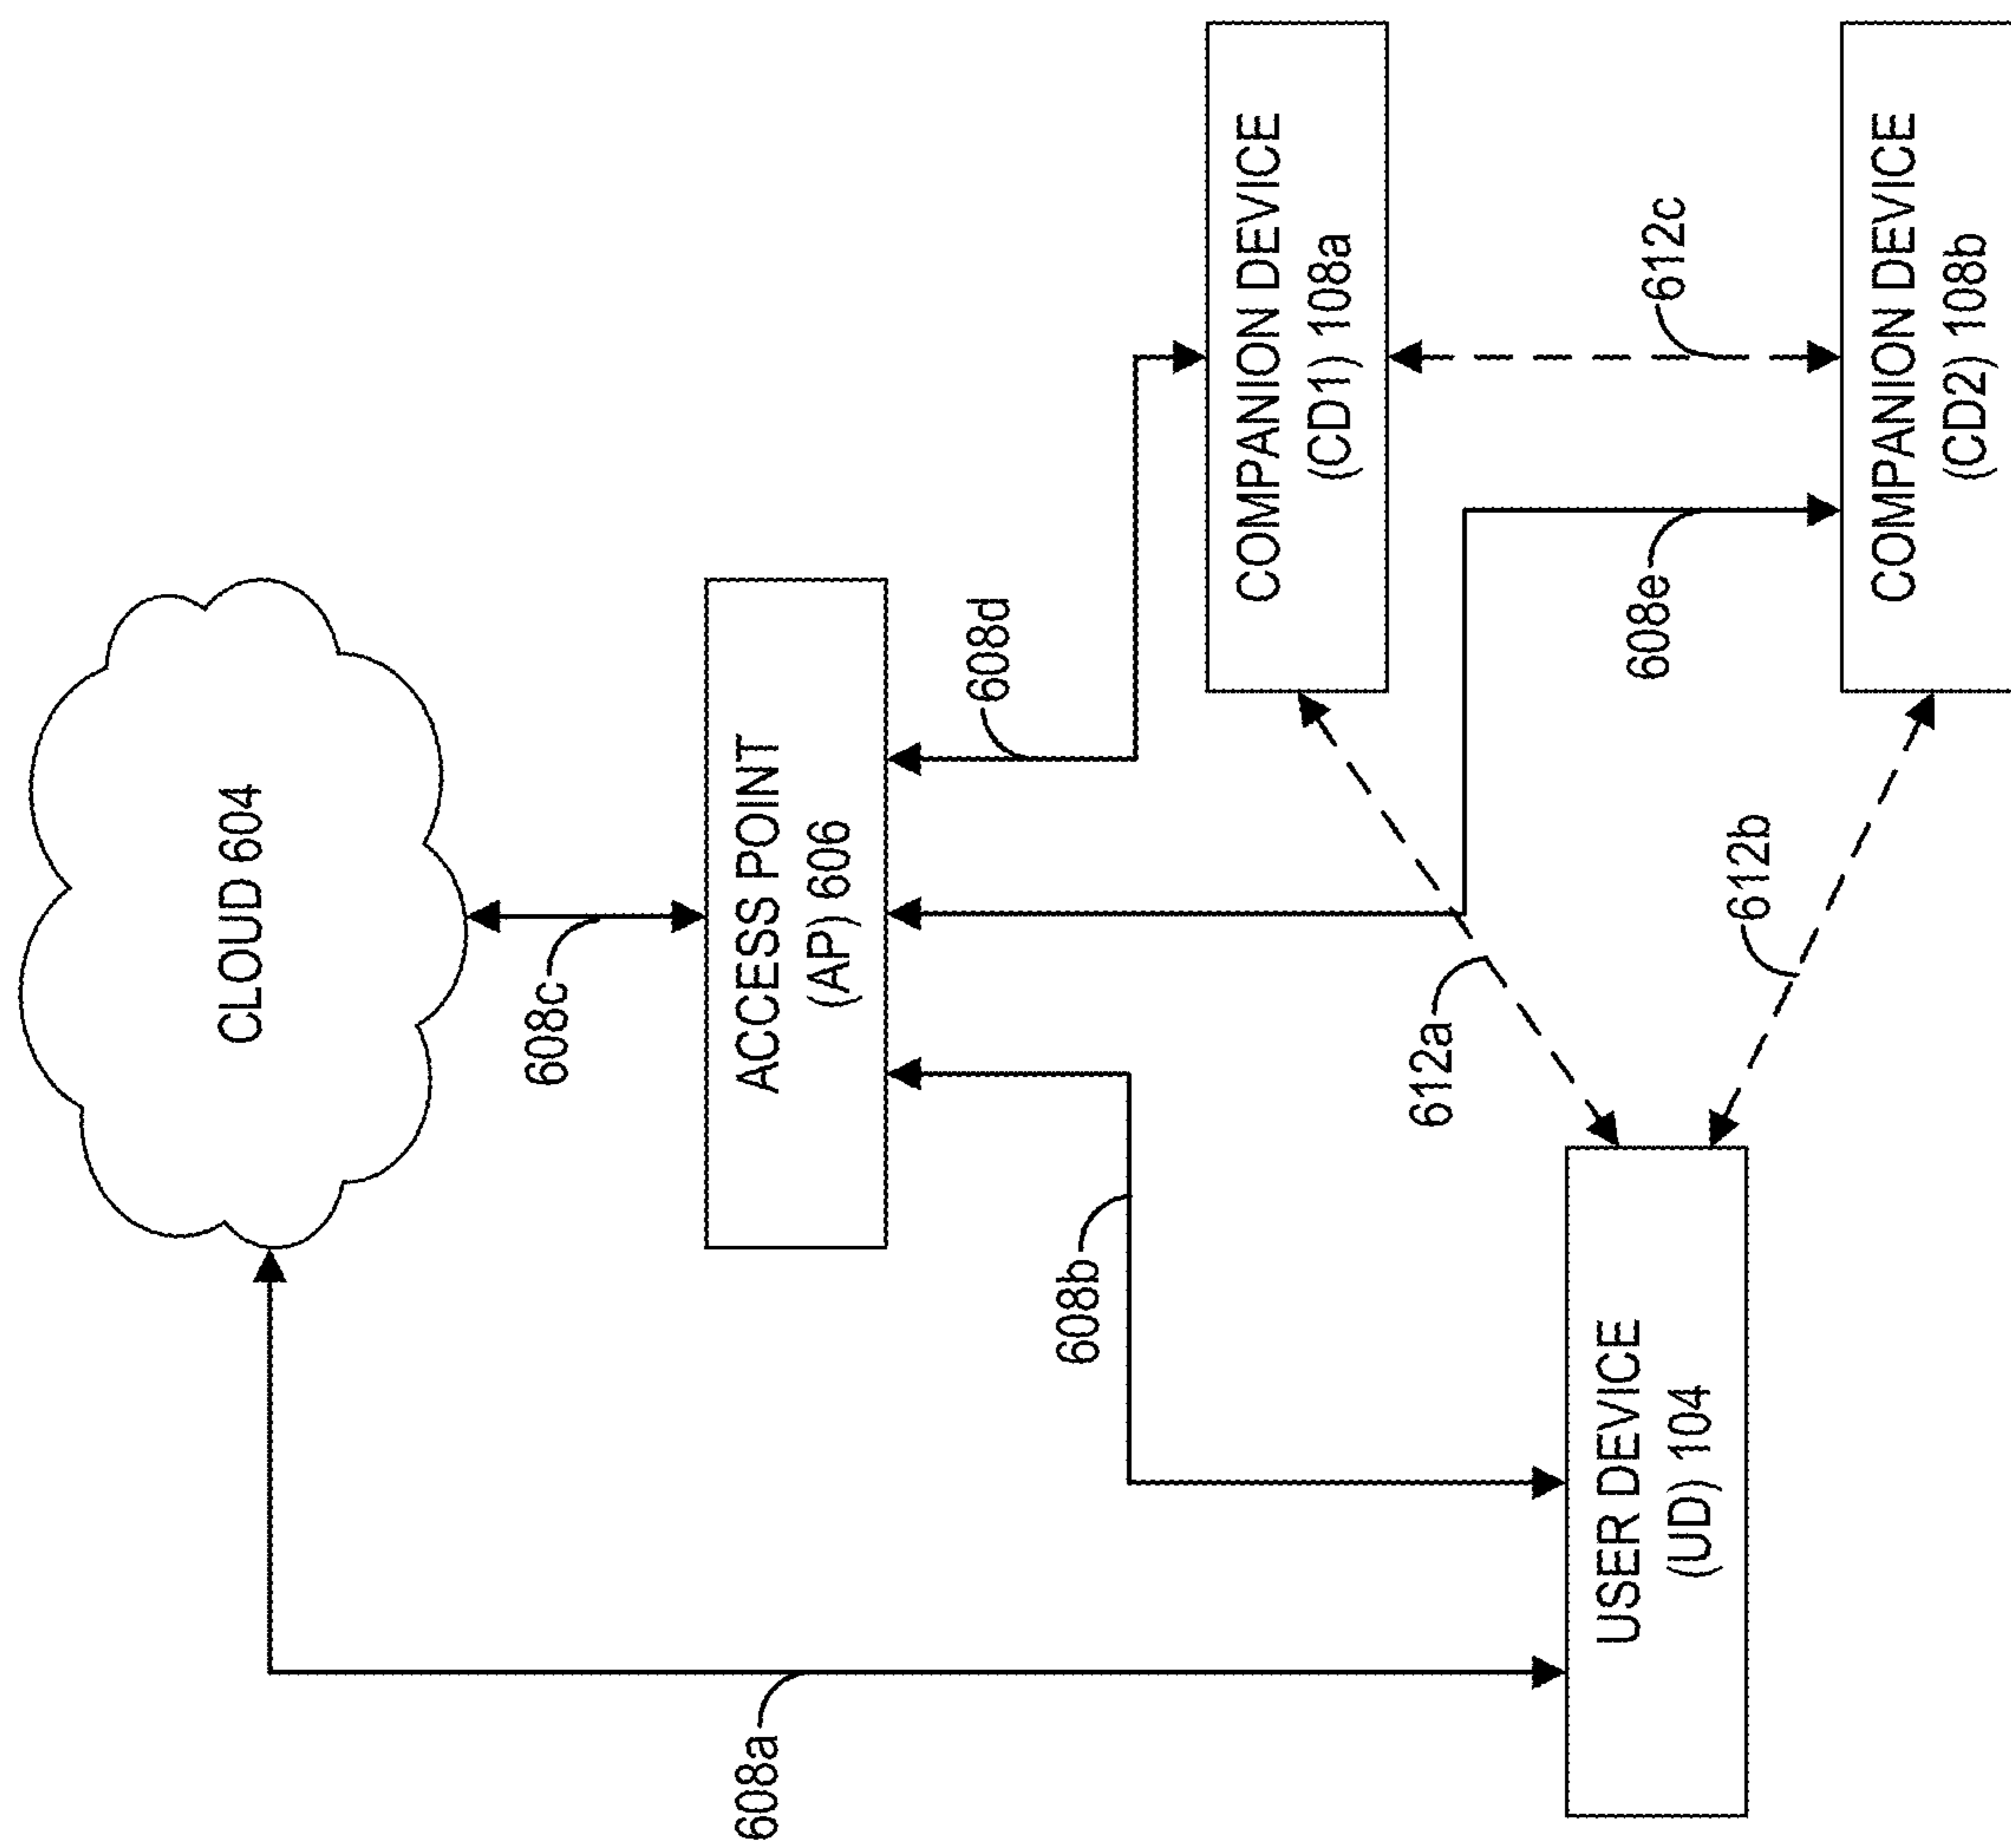 CLOUD 604
608a
608c
ACCESS POINT
(AP) 606
608b
608d
612a
COMPANION DEVICE
(CD1) 108a
USER DEVICE
(UD) 104
608e
612c
612b
COMPANION DEVICE
(CD2) 108b